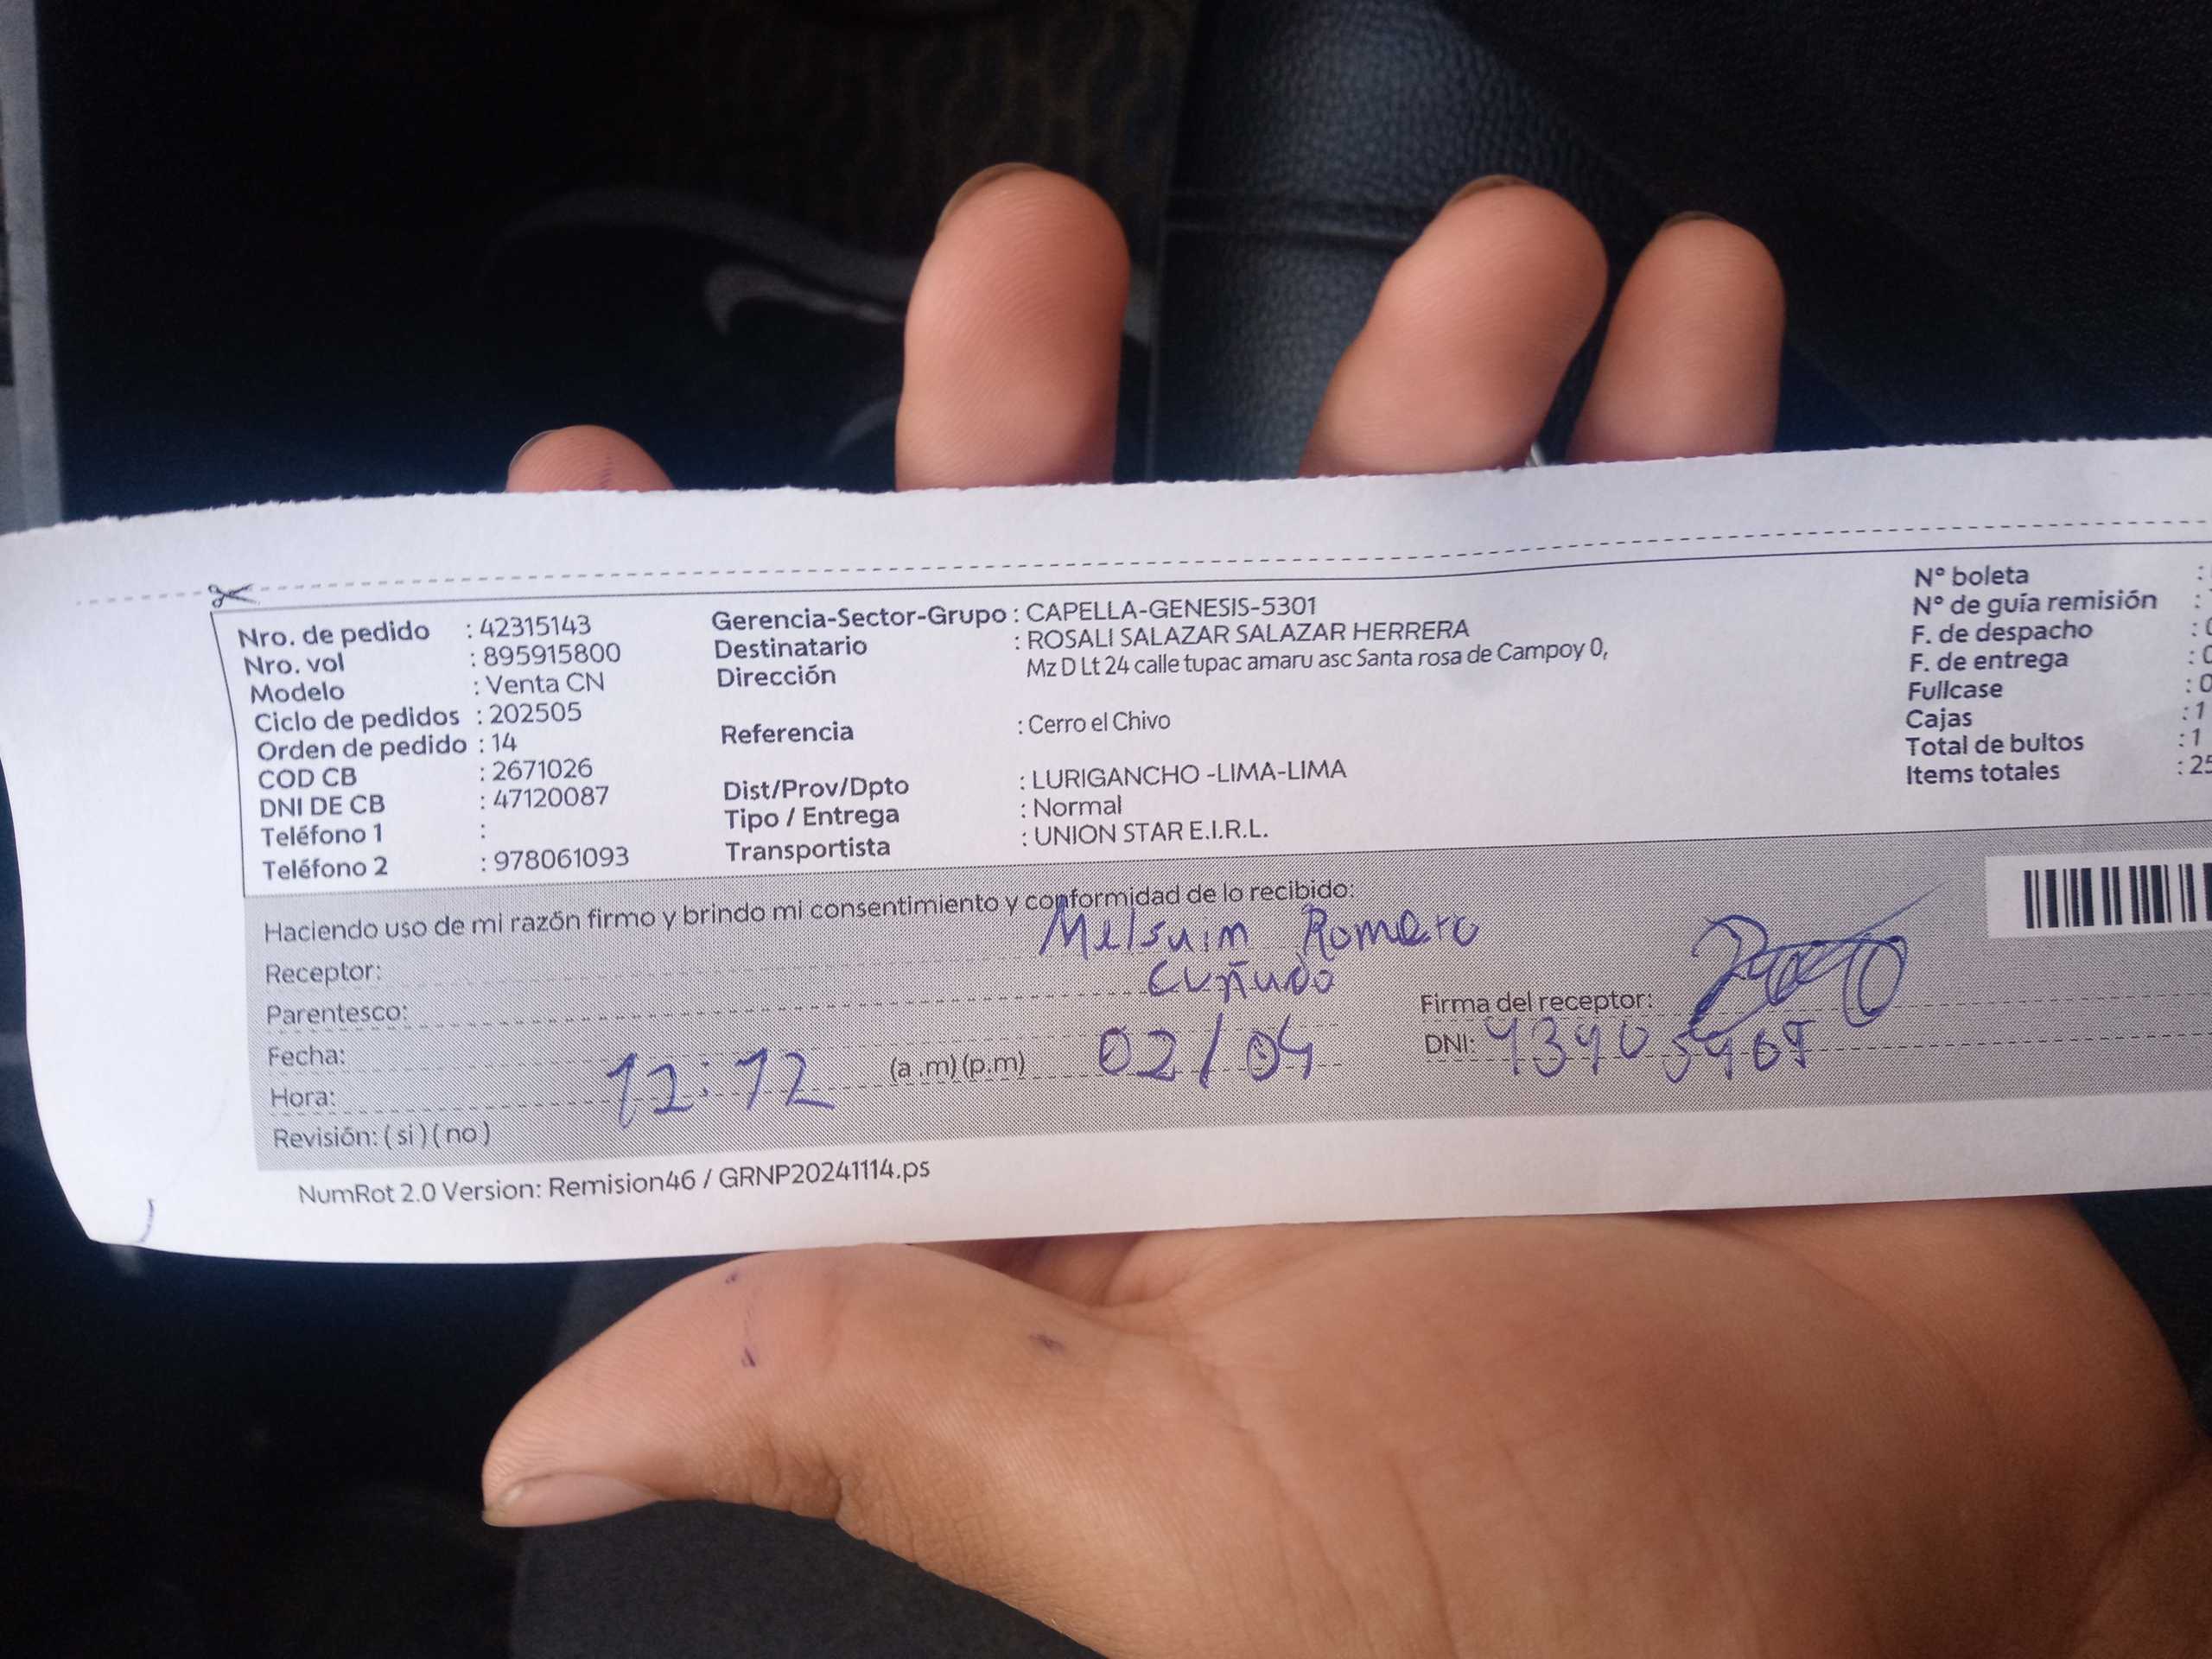 Nro. de pedido : 42315143
Nro. vol : 895915800
Modelo : Venta CN
Ciclo de pedidos : 202505
Orden de pedido : 14
COD CB : 2671026
DNI DE CB : 47120087
Teléfono 1 :
Teléfono 2 : 978061093
Gerencia-Sector-Grupo : CAPELLA-GENESIS-5301
Destinatario : ROSALI SALAZAR SALAZAR HERRERA
Dirección Mz D Lt 24 calle tupac amaru asc Santa rosa de Campoy 0,
Referencia : Cerro el Chivo
Dist/Prov/Dpto : LURIGANCHO -LIMA-LIMA
Tipo / Entrega : Normal
Transportista : UNION STAR E.I.R.L.
N° boleta :
N° de guía remisión :
F. de despacho :
F. de entrega :
Fullcase : 0
Cajas : 1
Total de bultos : 1
Items totales : 25
Haciendo uso de mi razón firmo y brindo mi consentimiento y conformidad de lo recibido:
Receptor: Romero
Parentesco: Cuñado
Firma del receptor:
Fecha: 02/04
DNI:
Hora: 12:12 (a .m) (p.m)
Revisión: ( si ) ( no )
NumRot 2.0 Version: Remision46 / GRNP20241114.ps